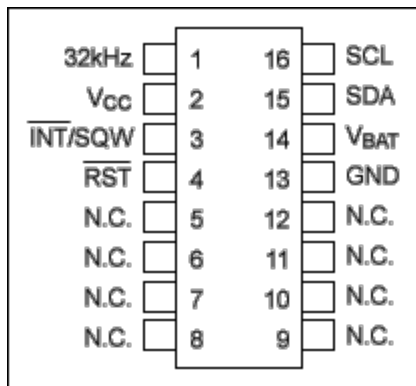 32kHz 1 16 SCL
VCC 2 15 SDA
INT/SQW 3 14 VBAT
RST 4 13 GND
N.C. 5 12 N.C.
N.C. 6 11 N.C.
N.C. 7 10 N.C.
N.C. 8 9 N.C.